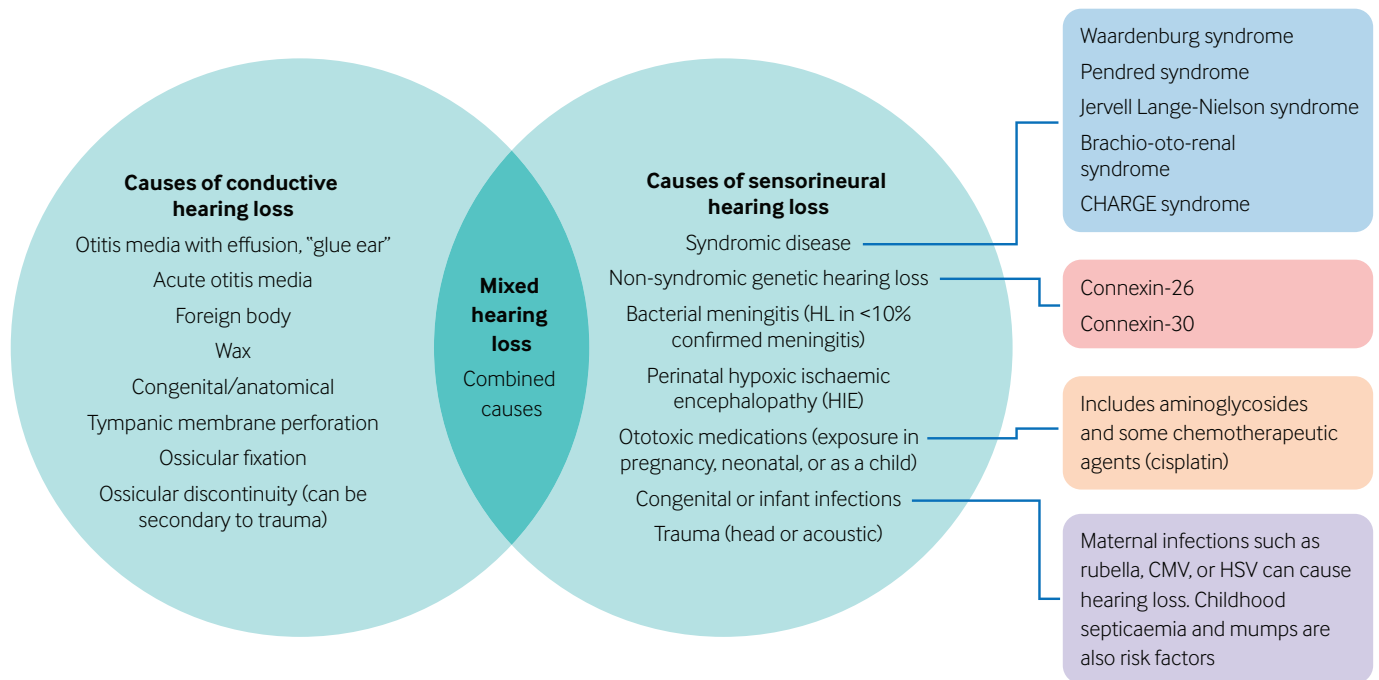 Causes of conductive
hearing loss
Otitis media with effusion, "glue ear"
Acute otitis media
Foreign body
Wax
Congenital/anatomical
Tympanic membrane perforation
Ossicular fixation
Ossicular discontinuity (can be
secondary to trauma)
Mixed
hearing
loss
Combined
causes
Causes of sensorineural
hearing loss
Syndromic disease
Non-syndromic genetic hearing loss
Bacterial meningitis (HL in <10%
confirmed meningitis)
Perinatal hypoxic ischaemic
encephalopathy (HIE)
Ototoxic medications (exposure in
pregnancy, neonatal, or as a child)
Congenital or infant infections
Trauma (head or acoustic)
Waardenburg syndrome
Pendred syndrome
Jervell Lange-Nielson syndrome
Brachio-oto-renal
syndrome
CHARGE syndrome
Connexin-26
Connexin-30
Includes aminoglycosides
and some chemotherapeutic
agents (cisplatin)
Maternal infections such as
rubella, CMV, or HSV can cause
hearing loss. Childhood
septicaemia and mumps are
also risk factors